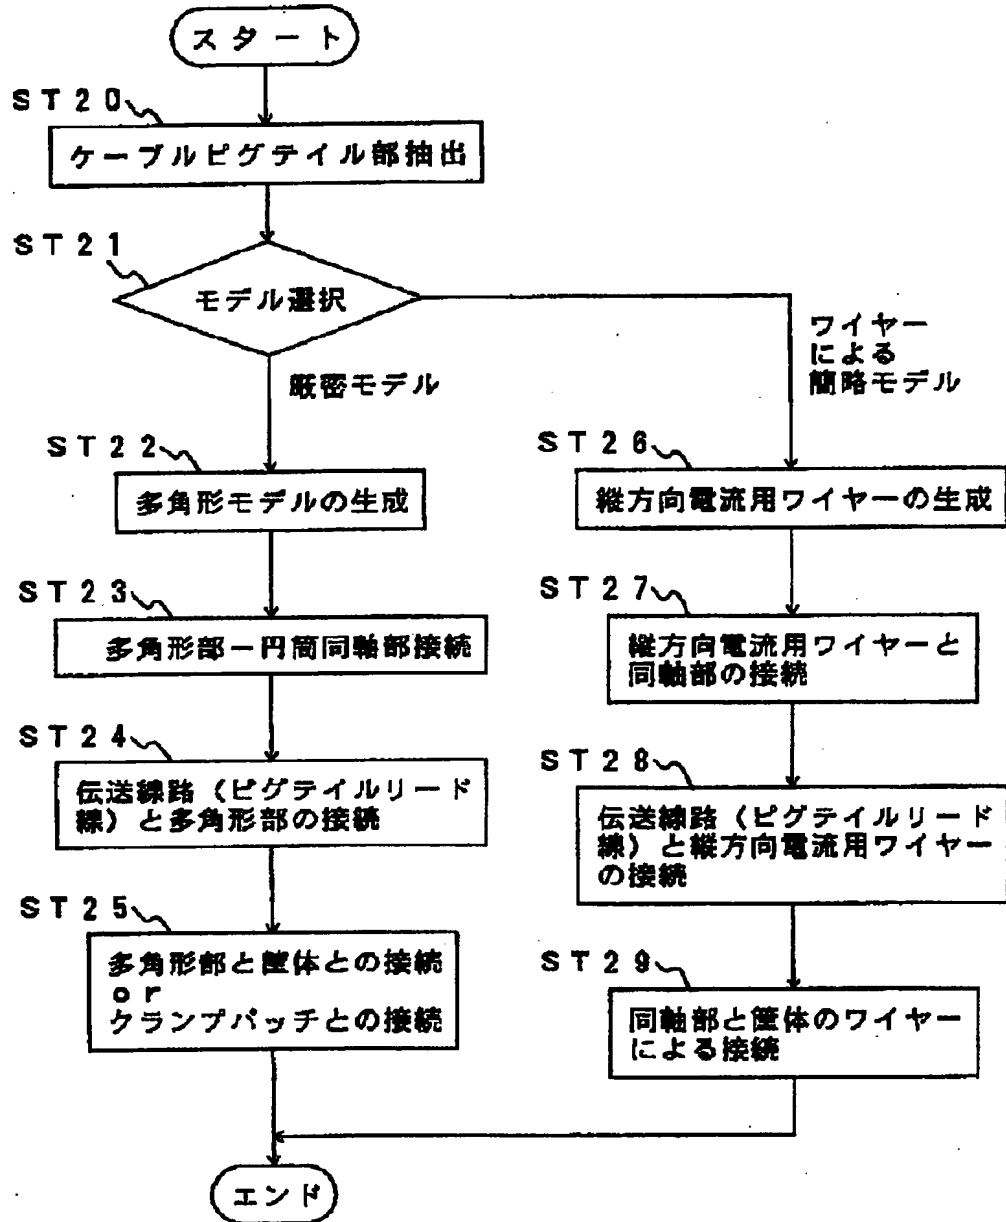 スタート
ST20
ケーブルピグテイル部抽出
ST21
モデル選択
厳密モデル
ワイヤー
による
簡略モデル
ST22
多角形モデルの生成
ST23
多角形部ー円筒同軸部接続
ST24
伝送線路(ピグテイルリード
線)と多角形部の接続
ST25
多角形部と筐体との接続
or
クランプパッチとの接続
ST26
縦方向電流用ワイヤーの生成
ST27
縦方向電流用ワイヤーと
同軸部の接続
ST28
伝送線路(ピグテイルリード
線)と縦方向電流用ワイヤー
の接続
ST29
同軸部と筐体のワイヤー
による接続
エンド